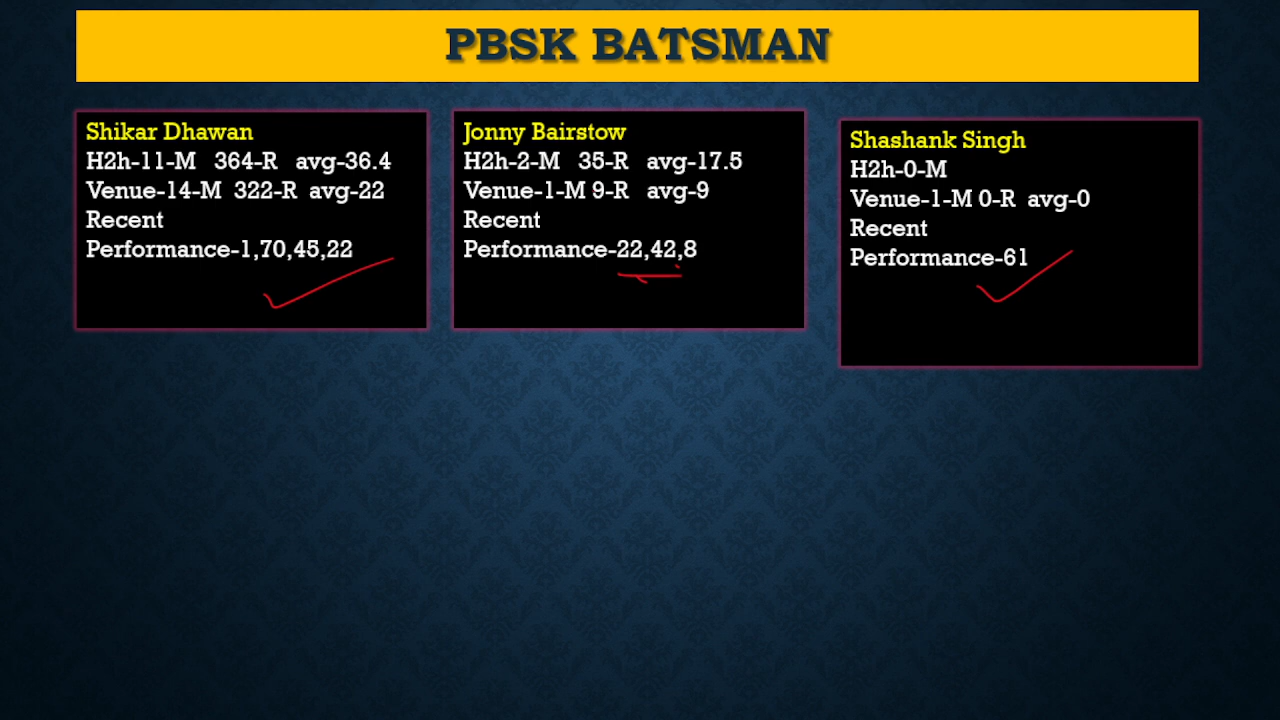 PBSK BATSMAN
Shikar Dhawan
H2h-11-M 364-R avg-36.4
Venue-14-M 322-R avg-22
Recent
Performance-1,70,45,22
Jonny Bairstow
H2h-2-M 35-R avg-17.5
Venue-1-M 9-R avg-9
Recent
Performance-22,42,8
Shashank Singh
H2h-0-M
Venue-1-M 0-R avg-0
Recent
Performance-61